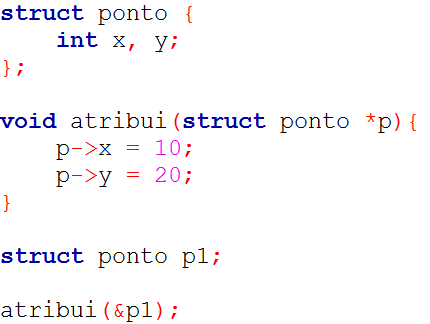 struct ponto {
    int x, y;
};

void atribui(struct ponto *p){
    p->x = 10;
    p->y = 20;
}

struct ponto p1;

atribui(&p1);